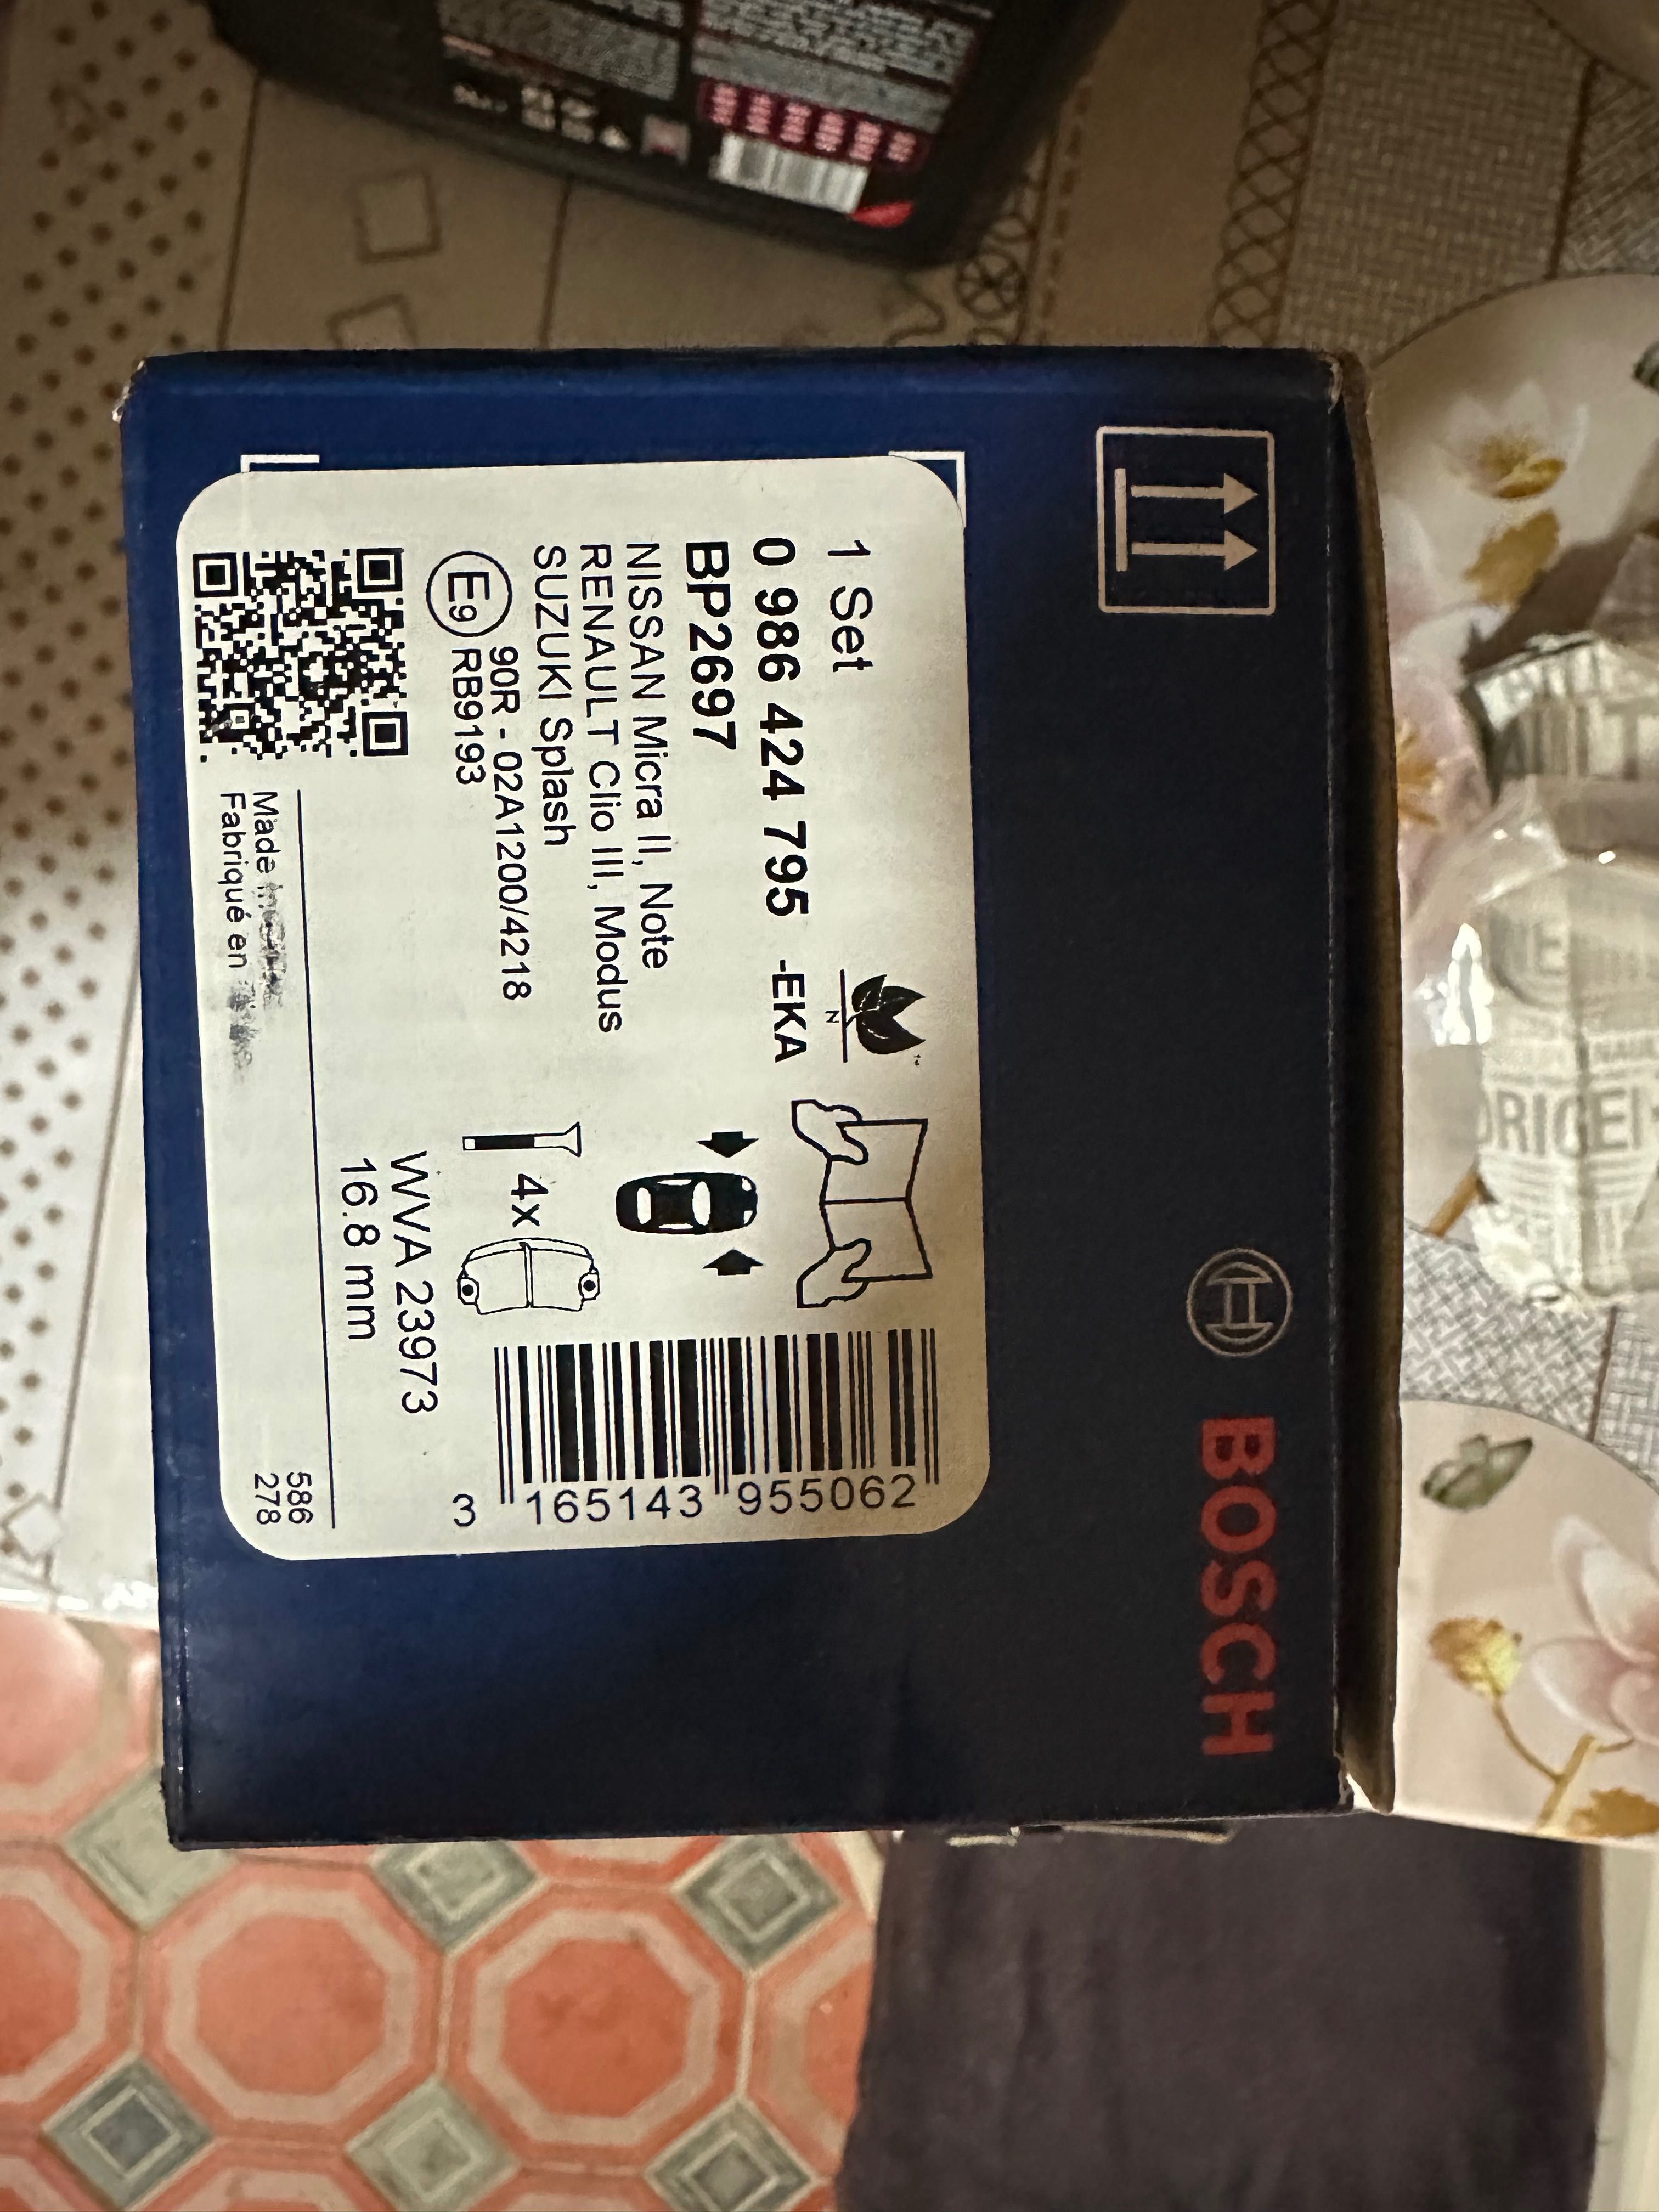 BOSCH
1 Set
0 986 424 795 -EKA
BP2697
N
NISSAN Micra II, Note
RENAULT Clio III, Modus
SUZUKI Splash
E9 90R - 02A1200/4218
RB9193
4x
WVA 23973
16.8 mm
3 165143 955062
Made in
Fabriqué en
586
278